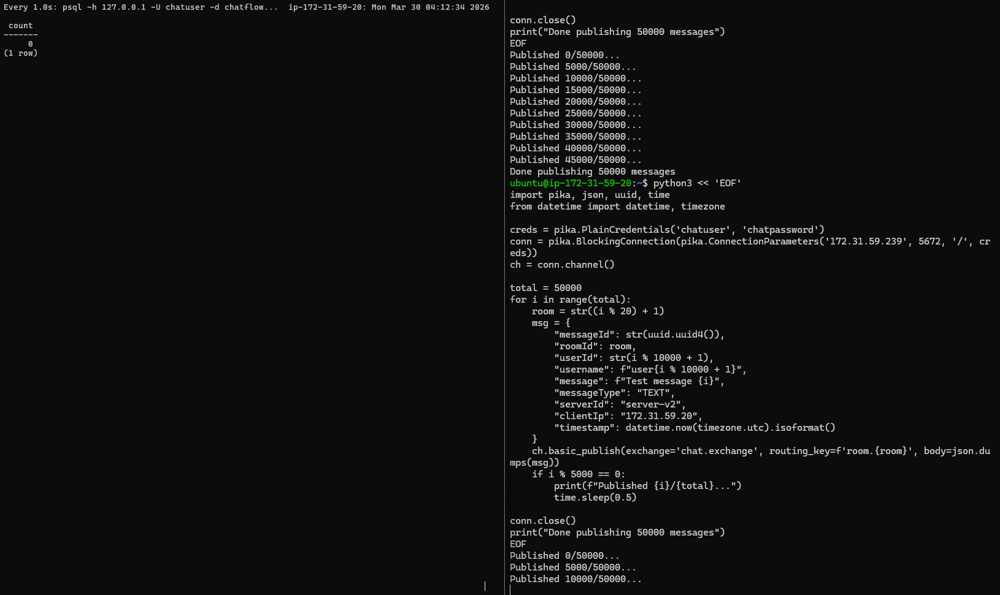 Every 1.0s: psql -h 127.0.0.1 -U chatuser -d chatflow...  ip-172-31-59-20: Mon Mar 30 04:12:34 2026
 count
-------
     0
(1 row)
conn.close()
print("Done publishing 50000 messages")
EOF
Published 0/50000...
Published 5000/50000...
Published 10000/50000...
Published 15000/50000...
Published 20000/50000...
Published 25000/50000...
Published 30000/50000...
Published 35000/50000...
Published 40000/50000...
Published 45000/50000...
Done publishing 50000 messages
ubuntu@ip-172-31-59-20:~$ python3 << 'EOF'
import pika, json, uuid, time
from datetime import datetime, timezone
creds = pika.PlainCredentials('chatuser', 'chatpassword')
conn = pika.BlockingConnection(pika.ConnectionParameters('172.31.59.239', 5672, '/', cr
eds))
ch = conn.channel()
total = 50000
for i in range(total):
    room = str((i % 20) + 1)
    msg = {
        "messageId": str(uuid.uuid4()),
        "roomId": room,
        "userId": str(i % 10000 + 1),
        "username": f"user{i % 10000 + 1}",
        "message": f"Test message {i}",
        "messageType": "TEXT",
        "serverId": "server-v2",
        "clientIp": "172.31.59.20",
        "timestamp": datetime.now(timezone.utc).isoformat()
    }
    ch.basic_publish(exchange='chat.exchange', routing_key=f'room.{room}', body=json.du
mps(msg))
    if i % 5000 == 0:
        print(f"Published {i}/{total}...")
        time.sleep(0.5)
conn.close()
print("Done publishing 50000 messages")
EOF
Published 0/50000...
Published 5000/50000...
Published 10000/50000...